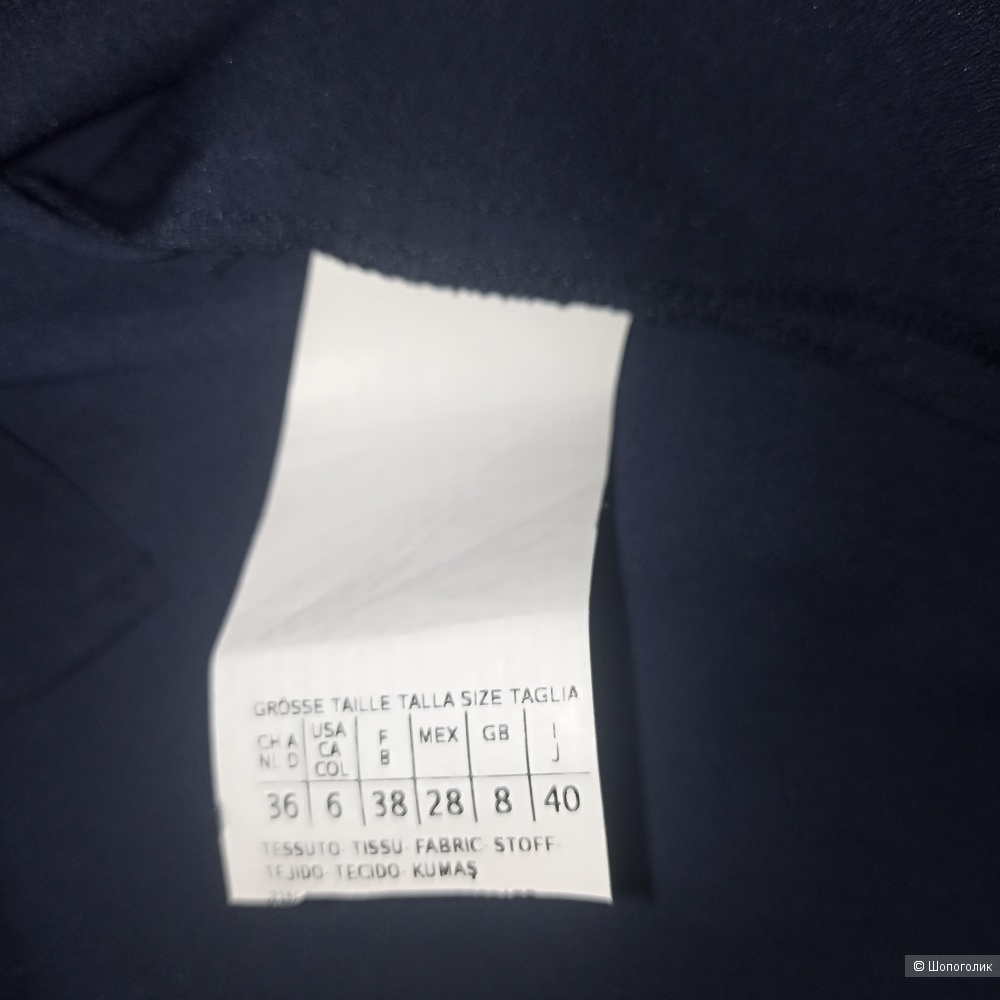 GRÖSSE TAILLE TALLA SIZE TAGLIA
CH A NL D USA CA COL F B MEX GB I J
36 6 38 28 8 40
TESSUTO· TISSU· FABRIC· STOFF·
TEJIDO· TECIDO· KUMAŞ
© Шопоголик